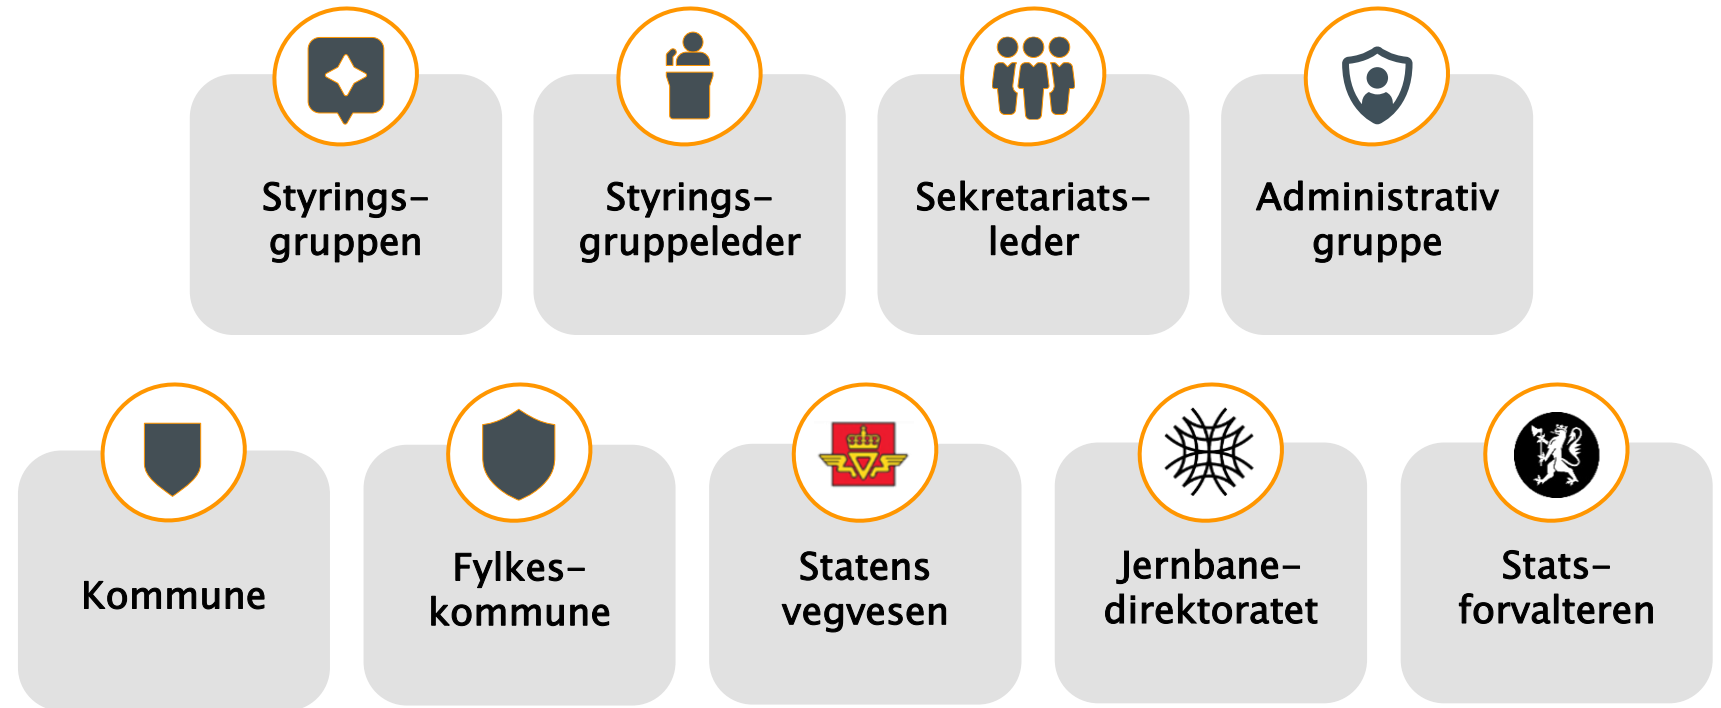 Styrings-
gruppen
Styrings-
gruppeleder
Sekretariats-
leder
Administrativ
gruppe
Kommune
Fylkes-
kommune
Statens
vegvesen
Jernbane-
direktoratet
Stats-
forvalteren